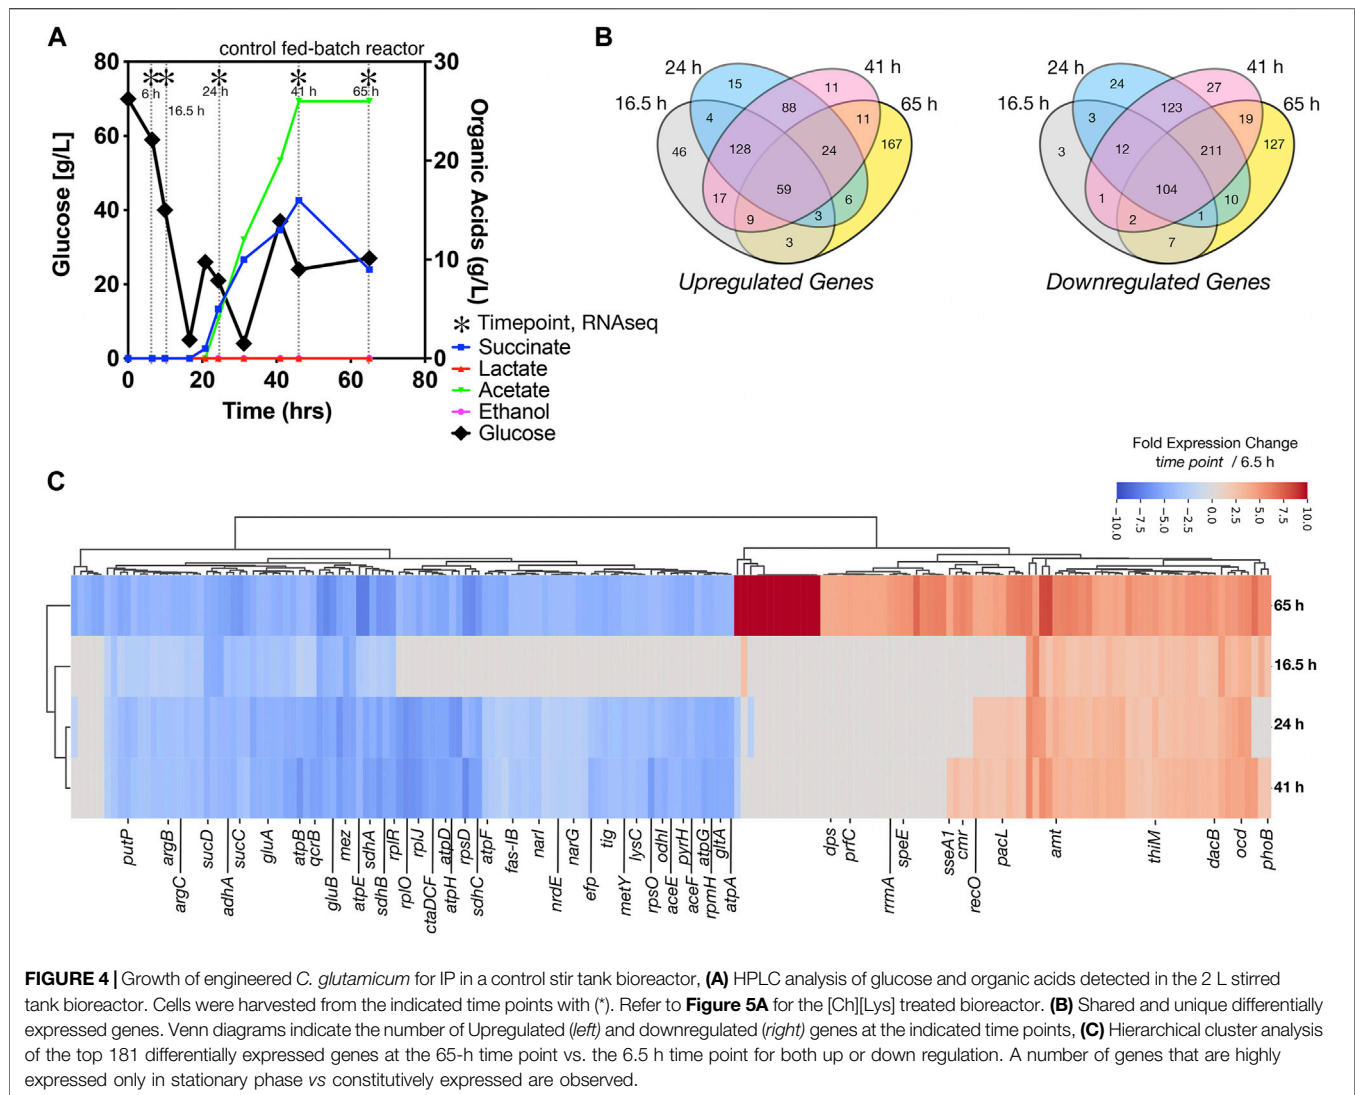 A
control fed-batch reactor
80
60
40
20
0
Glucose [g/L]
30
20
10
0
Organic Acids (g/L)
6 h
16.5 h
24 h
41 h
65 h
0
20
40
60
80
Time (hrs)
Timepoint, RNAseq
Succinate
Lactate
Acetate
Ethanol
Glucose
B
24 h
41 h
16.5 h
65 h
15
11
4
88
11
46
128
24
167
59
17
6
9
3
3
Upregulated Genes
24 h
41 h
16.5 h
65 h
24
27
3
123
19
3
12
211
127
104
1
10
2
1
7
Downregulated Genes
Fold Expression Change
time point / 6.5 h
-10.0
-7.5
-5.0
-2.5
0.0
2.5
5.0
7.5
10.0
C
65 h
16.5 h
24 h
41 h
putP
argB
argC
sucD
adhA
succC
gluA
atpB
qcrB
gluB
mez
atpE
sdhA
sdhB
rplR
rplO
rplJ
ctaDCF
atpH
atpD
rpsD
sdhC
atpF
fas-IB
narI
nrdE
narG
efp
tig
metY
lysC
rpsO
odhI
aceE
pyrH
aceF
atpG
rpmH
gltA
atpA
dps
prfC
rrmA
speE
sseA1
cmr
recO
pacL
amt
thiM
dacB
ocd
phoB
FIGURE 4 | Growth of engineered C. glutamicum for IP in a control stir tank bioreactor, (A) HPLC analysis of glucose and organic acids detected in the 2 L stirred
tank bioreactor. Cells were harvested from the indicated time points with (*). Refer to Figure 5A for the [Ch][Lys] treated bioreactor. (B) Shared and unique differentially
expressed genes. Venn diagrams indicate the number of Upregulated (left) and downregulated (right) genes at the indicated time points, (C) Hierarchical cluster analysis
of the top 181 differentially expressed genes at the 65-h time point vs. the 6.5 h time point for both up or down regulation. A number of genes that are highly
expressed only in stationary phase vs constitutively expressed are observed.